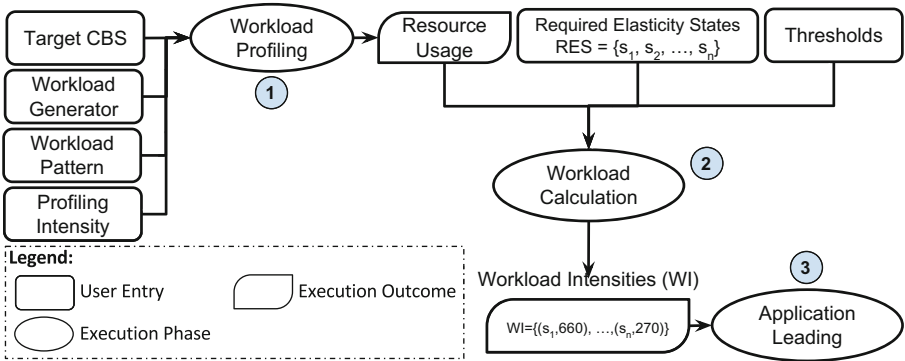 Target CBS
Workload
Generator
Workload
Pattern
Profiling
Intensity
Workload
Profiling
1
Resource
Usage
Required Elasticity States
RES = {s1, s2, ..., sn}
Thresholds
Workload
Calculation
2
Workload Intensities (WI)
WI={(s1,660), ...,(sn,270)}
3
Application
Leading
Legend:
User Entry
Execution Outcome
Execution Phase